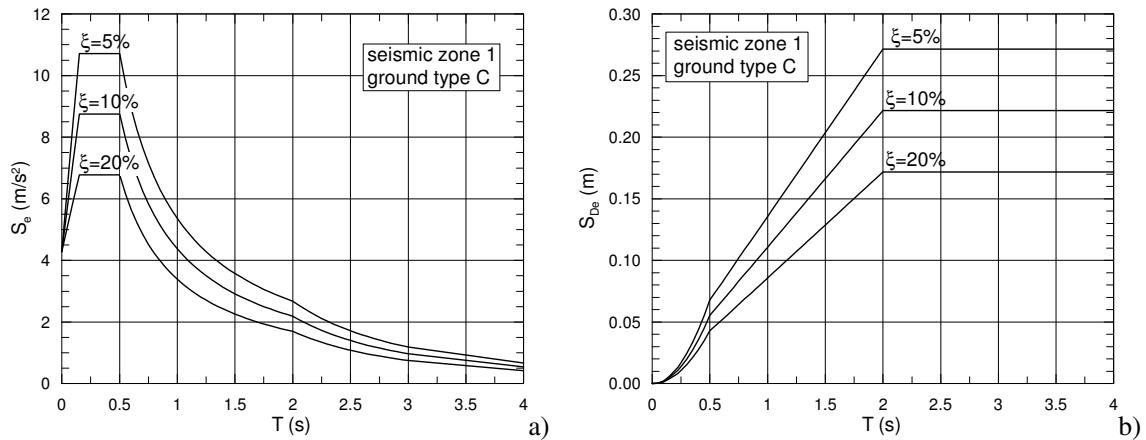 12
10
8
6
4
2
0
S_e (m/s²)
ξ=5%
ξ=10%
ξ=20%
seismic zone 1
ground type C
0 0.5 1 1.5 2 2.5 3 3.5 4
T (s)
a)
0.30
0.25
0.20
0.15
0.10
0.05
0.00
S_De (m)
seismic zone 1
ground type C
ξ=5%
ξ=10%
ξ=20%
0 0.5 1 1.5 2 2.5 3 3.5 4
T (s)
b)